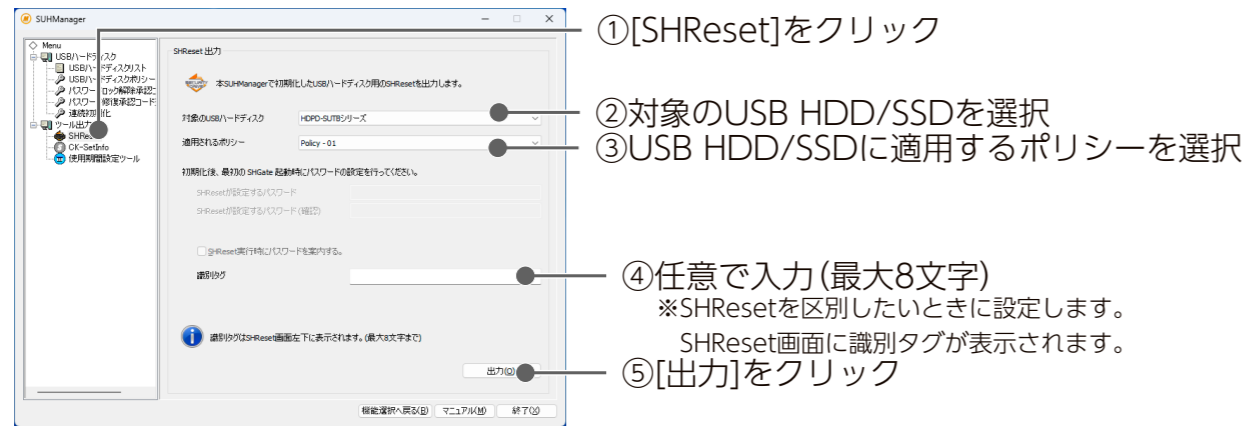 SUHManager
Menu
USBハードディスク
USBハードディスクリスト
USBハードディスクポリシー
パスワードロック解除承認コ
パスワード修復承認コード
連続初期化
ツール出力
SHReset
CK-SetInfo
使用期間設定ツール
SHReset 出力
本SUHManagerで初期化したUSBハードディスク用のSHResetを出力します。
対象のUSBハードディスク HDPD-SUTBシリーズ
適用されるポリシー Policy - 01
初期化後、最初の SHGate 起動時にパスワードの設定を行ってください。
SHResetが設定するパスワード
SHResetが設定するパスワード(確認)
SHReset実行時にパスワードを案内する。
識別タグ
識別タグはSHReset画面左下に表示されます。(最大8文字まで)
出力(O)
機能選択へ戻る(B) マニュアル(M) 終了(X)
①[SHReset]をクリック
②対象のUSB HDD/SSDを選択
③USB HDD/SSDに適用するポリシーを選択
④任意で入力(最大8文字)
※SHResetを区別したいときに設定します。
SHReset画面に識別タグが表示されます。
⑤[出力]をクリック